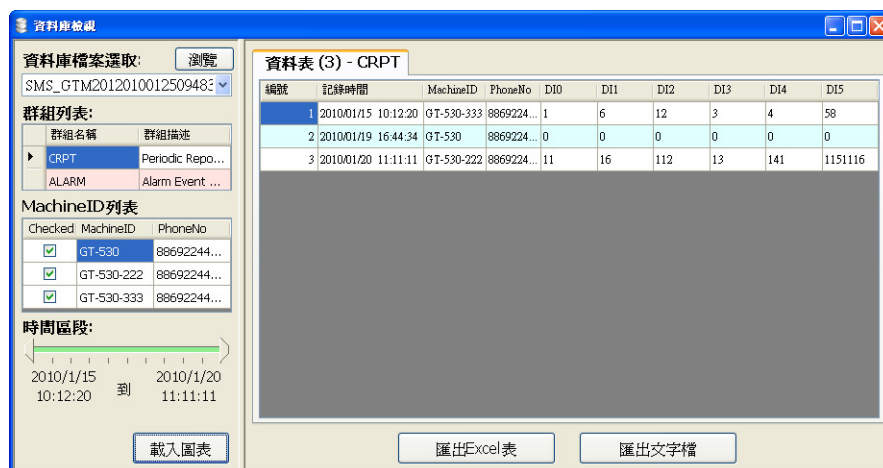 資料庫檢視
資料庫檔案選取:
瀏覽
SMS_GTM20120100125094833
群組列表:
群組名稱 群組描述
CRPT Periodic Repo...
ALARM Alarm Event ...
MachineID列表
Checked MachineID PhoneNo
GT-530 88692244...
GT-530-222 88692244...
GT-530-333 88692244...
時間區段:
2010/1/15 10:12:20
到
2010/1/20 11:11:11
載入圖表
資料表 (3) - CRPT
編號 記錄時間 MachineID PhoneNo DI0 DI1 DI2 DI3 DI4 DI5
1 2010/01/15 10:12:20 GT-530-333 8869224... 1 6 12 3 4 58
2 2010/01/19 16:44:34 GT-530 8869224... 0 0 0 0 0 0
3 2010/01/20 11:11:11 GT-530-222 8869224... 11 16 112 13 141 1151116
匯出Excel表
匯出文字檔